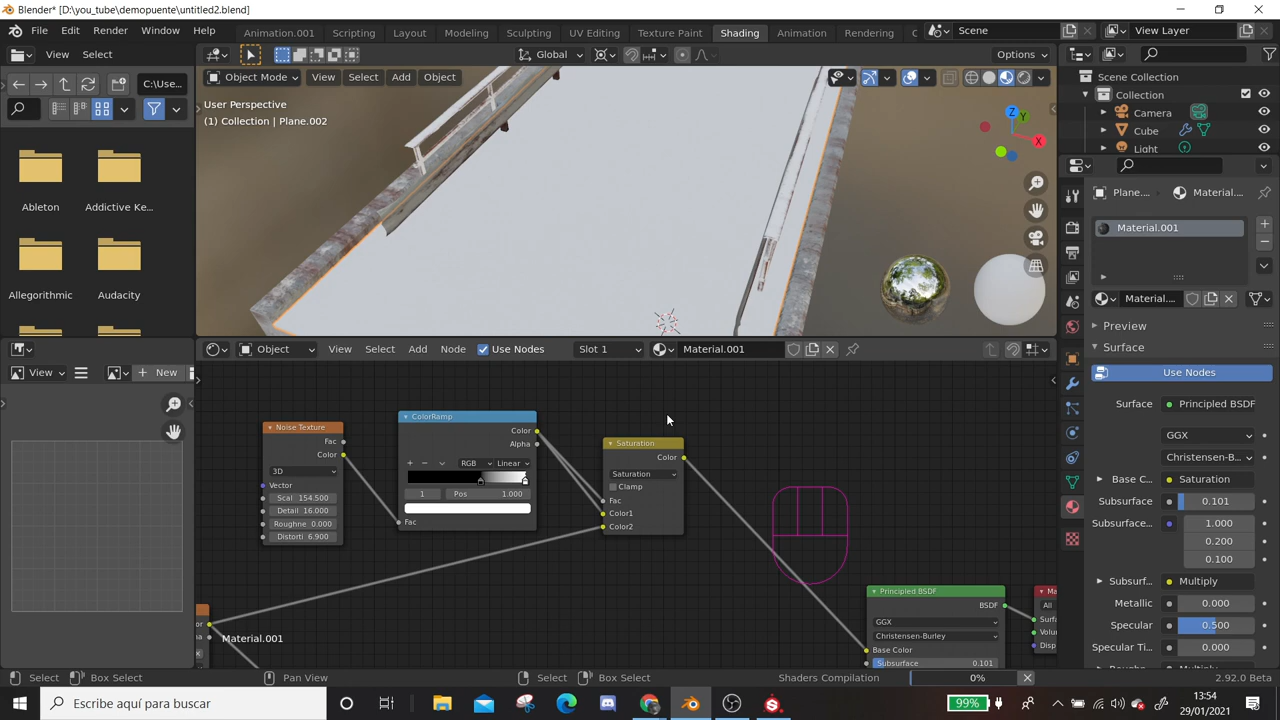 Blender* [D:\you_tube\demopuente\untitled2.blend]
File Edit Render Window Help
Animation.001 Scripting Layout Modeling Sculpting UV Editing Texture Paint Shading Animation Rendering C
Scene View Layer
View Select
Global Options
C:\Use...
Object Mode View Select Add Object
User Perspective
(1) Collection | Plane.002
Z Y X
Ableton Addictive Ke...
Allegorithmic Audacity
Scene Collection
Collection
Camera
Cube
Light
Plane.... Material....
Material.001
Material....
Preview
Surface
Use Nodes
Surface Principled BSDF
GGX
Christensen-B...
Base C... Saturation
Subsurface 0.101
Subsurface... 1.000
0.200
0.100
Subsurf... Multiply
Metallic 0.000
Specular 0.500
Specular Ti... 0.000
Object View Select Add Node Use Nodes Slot 1 Material.001
View New
Noise Texture
Fac
Color
3D
Vector
Scal 154.500
Detail 16.000
Roughne 0.000
Distorti 6.900
ColorRamp
Color
Alpha
RGB Linear
1 Pos 1.000
Fac
Saturation
Color
Saturation
Clamp
Fac
Color1
Color2
Principled BSDF
BSDF
GGX
Christensen-Burley
Base Color
Subsurface 0.101
Ma
All
Surfa
Volu
Disp
Material.001
Select Box Select Pan View Select Box Select Shaders Compilation 0% 2.92.0 Beta
Escribe aquí para buscar
99%
13:54
29/01/2021